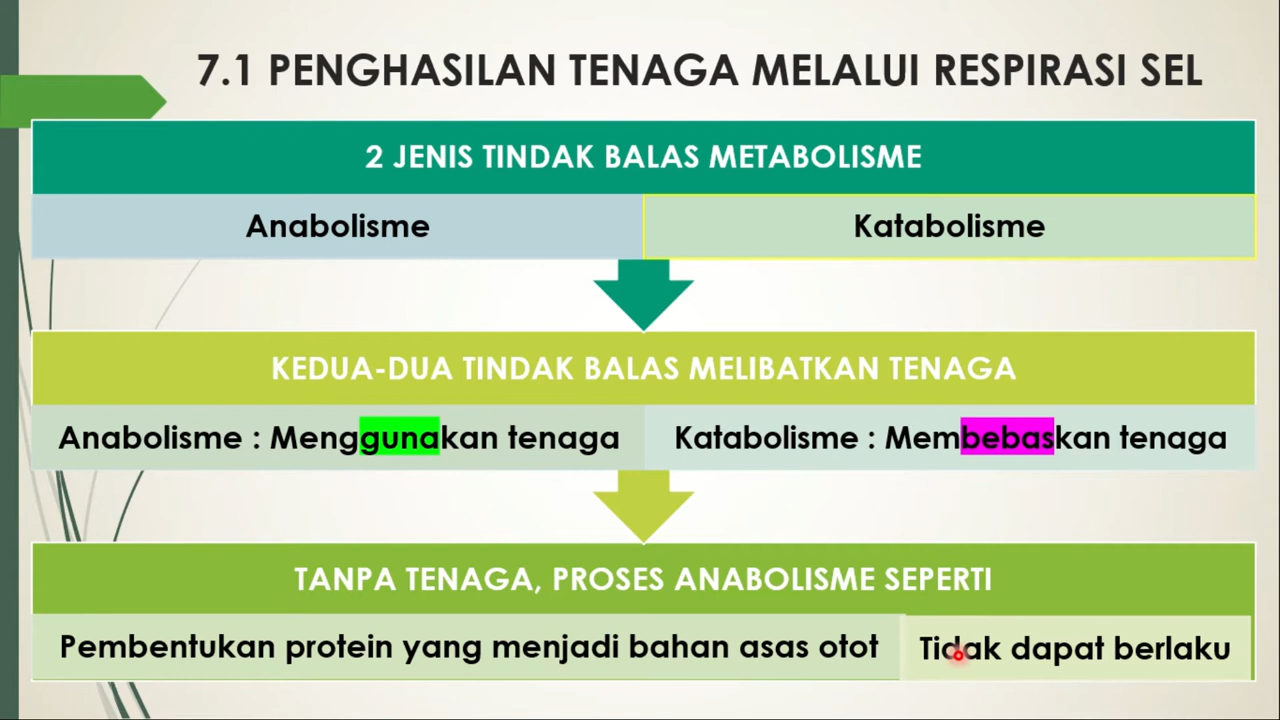 7.1 PENGHASILAN TENAGA MELALUI RESPIRASI SEL
2 JENIS TINDAK BALAS METABOLISME
Anabolisme
Katabolisme
KEDUA-DUA TINDAK BALAS MELIBATKAN TENAGA
Anabolisme : Menggunakan tenaga
Katabolisme : Membebaskan tenaga
TANPA TENAGA, PROSES ANABOLISME SEPERTI
Pembentukan protein yang menjadi bahan asas otot
Tidak dapat berlaku